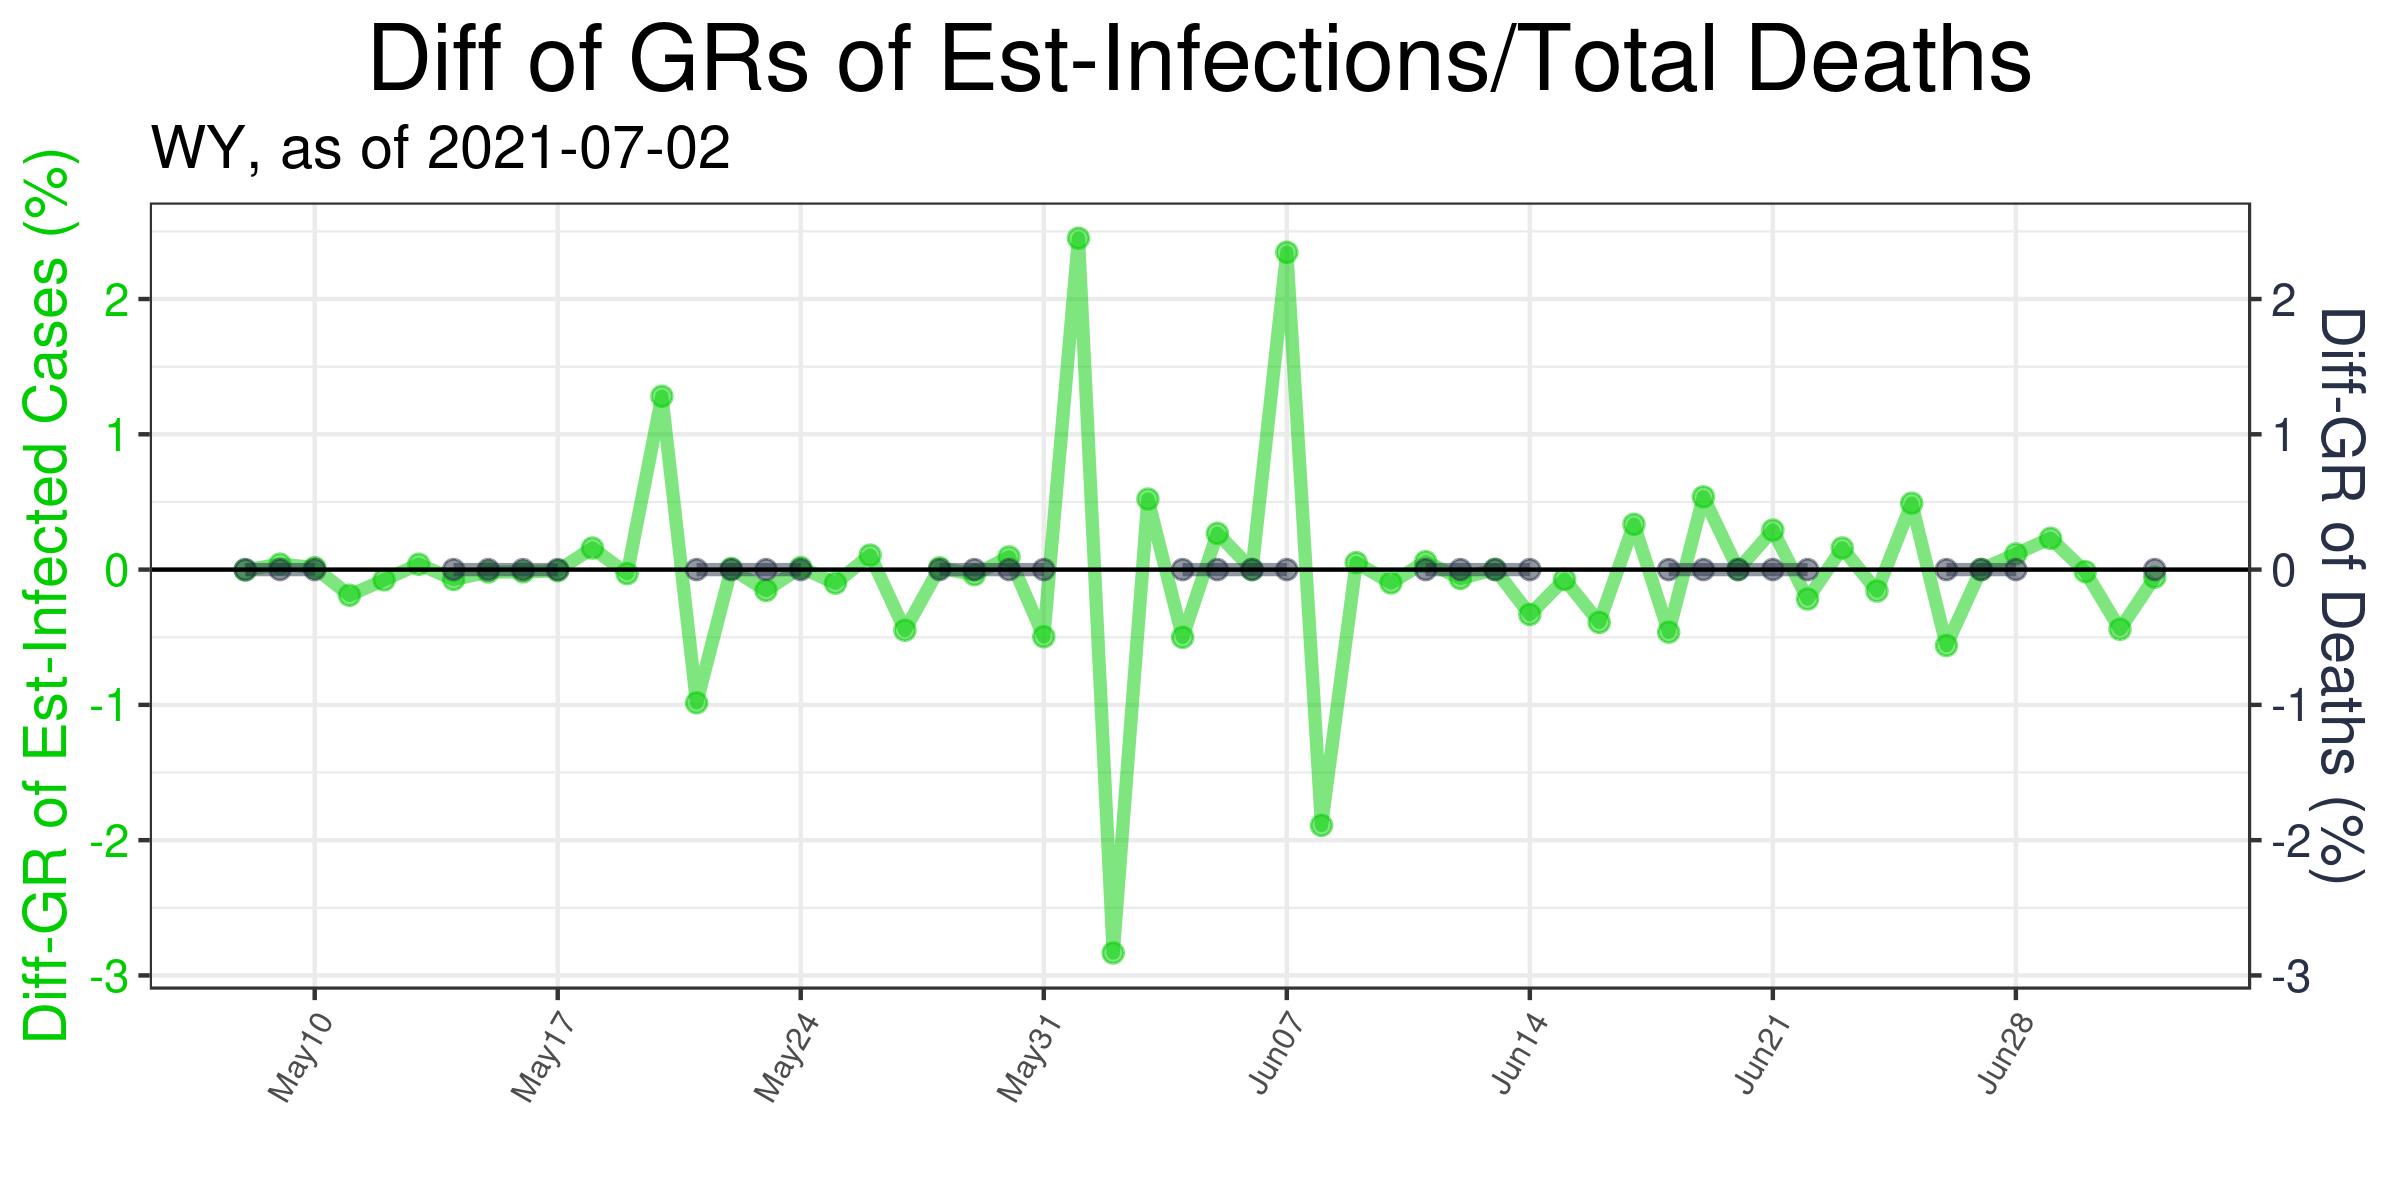 Diff of GRs of Est-Infections/Total Deaths
WY, as of 2021-07-02
Diff-GR of Est-Infected Cases (%)
2
1
0
-1
-2
-3
2
1
0
-1
-2
-3
Diff-GR of Deaths (%)
May10
May17
May24
May31
Jun07
Jun14
Jun21
Jun28